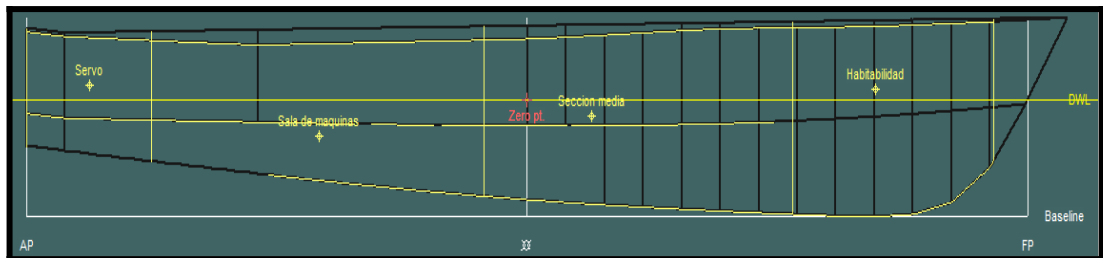 Servo
Habitabilidad
DWL
Seccion media
Zero pt.
Sala de maquinas
Baseline
AP
FP